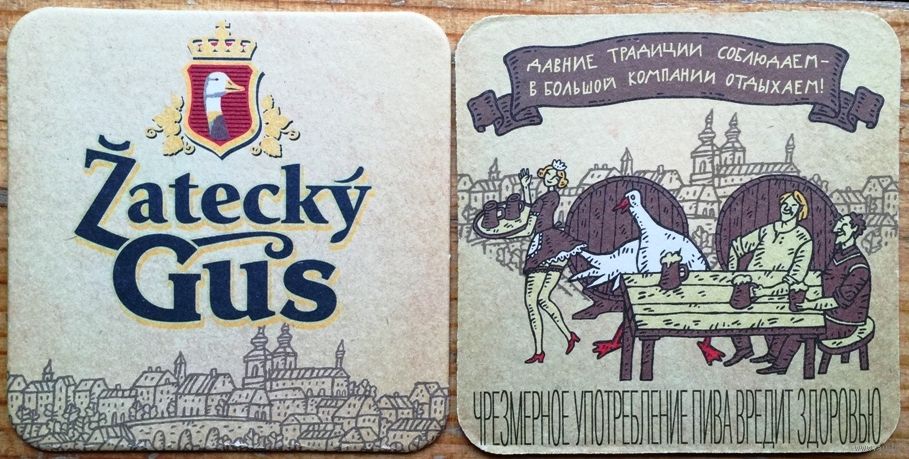 Žatecký
Gus
ДАВНИЕ ТРАДИЦИИ СОБЛЮДАЕМ-
В БОЛЬШОЙ КОМПАНИИ ОТДЫХАЕМ!
ЧРЕЗМЕРНОЕ УПОТРЕБЛЕНИЕ ПИВА ВРЕДИТ ЗДОРОВЬЮ